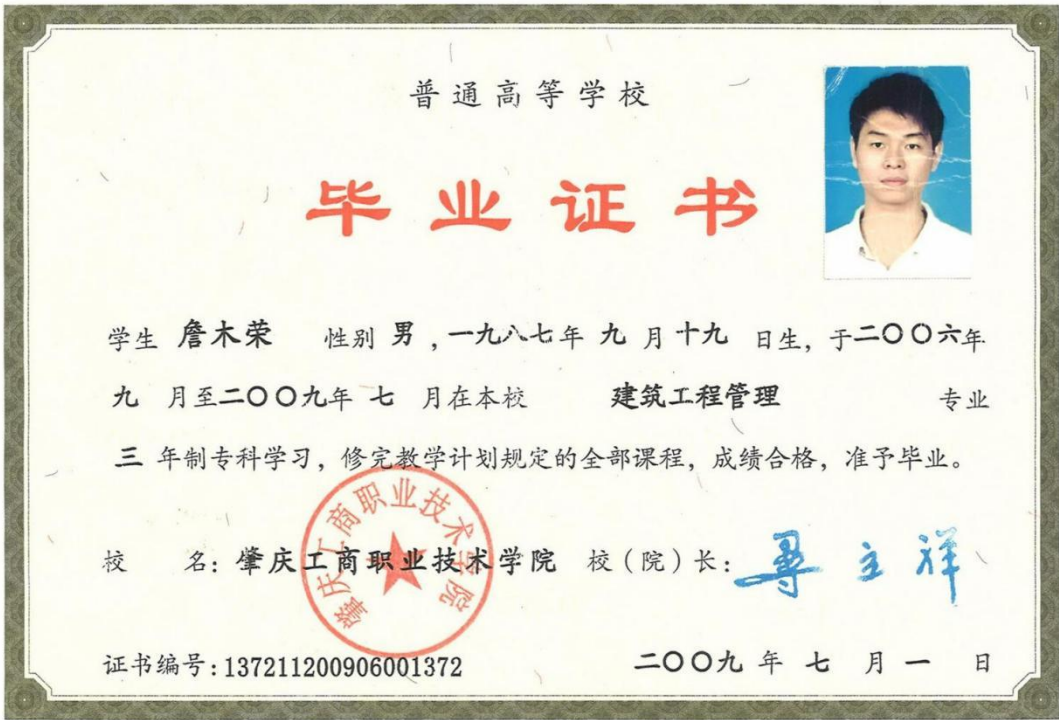 普通高等学校
毕业证书
学生 詹木荣 性别 男 ,一九八七年 九 月十九 日生, 于二〇〇六年
九 月至二〇〇九年 七 月在本校 建筑工程管理 专业
三 年制专科学习, 修完教学计划规定的全部课程, 成绩合格, 准予毕业。
肇庆工商职业技术学院
校 名: 肇庆工商职业技术学院 校(院)长:
证书编号:137211200906001372 二〇〇九 年 七 月 一 日